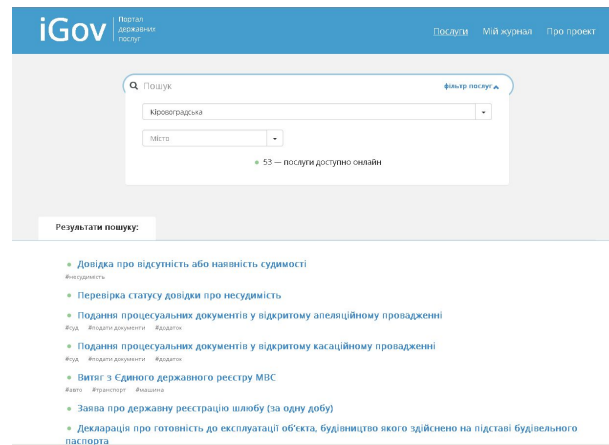 iGov
Портал
державних
послуг
Послуги Мій журнал Про проект
Пошук
фільтр послуг
Кіровоградська
Місто
53 — послуги доступно онлайн
Результати пошуку:
Довідка про відсутність або наявність судимості
#несудимість
Перевірка статусу довідки про несудимість
Подання процесуальних документів у відкритому апеляційному провадженні
#суд #подати документи #додаток
Подання процесуальних документів у відкритому касаційному провадженні
#суд #подати документи #додаток
Витяг з Єдиного державного реєстру МВС
#авто #транспорт #машина
Заява про державну реєстрацію шлюбу (за одну добу)
Декларація про готовність до експлуатації об'єкта, будівництво якого здійснено на підставі будівельного
паспорта